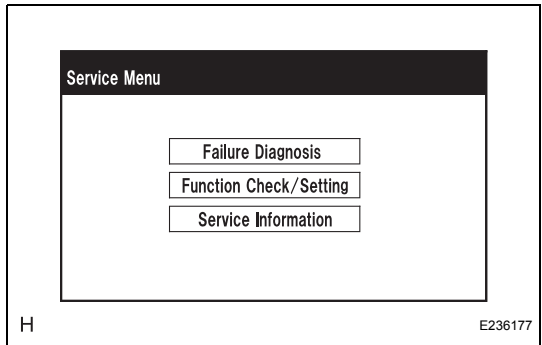 Service Menu
Failure Diagnosis
Function Check/Setting
Service Information
H
E236177